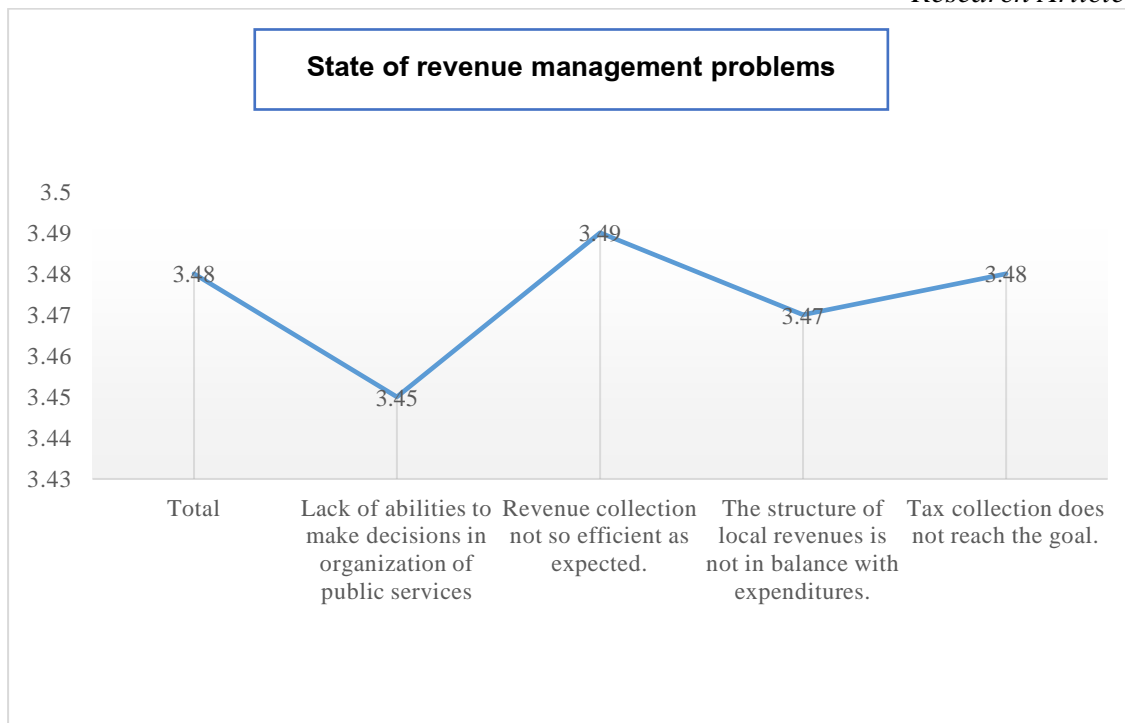 Research Article
State of revenue management problems
3.5
3.49
3.48
3.47
3.46
3.45
3.44
3.43
3.48
3.45
3.49
3.47
3.48
Total
Lack of abilities to
make decisions in
organization of
public services
Revenue collection
not so efficient as
expected.
The structure of
local revenues is
not in balance with
expenditures.
Tax collection does
not reach the goal.